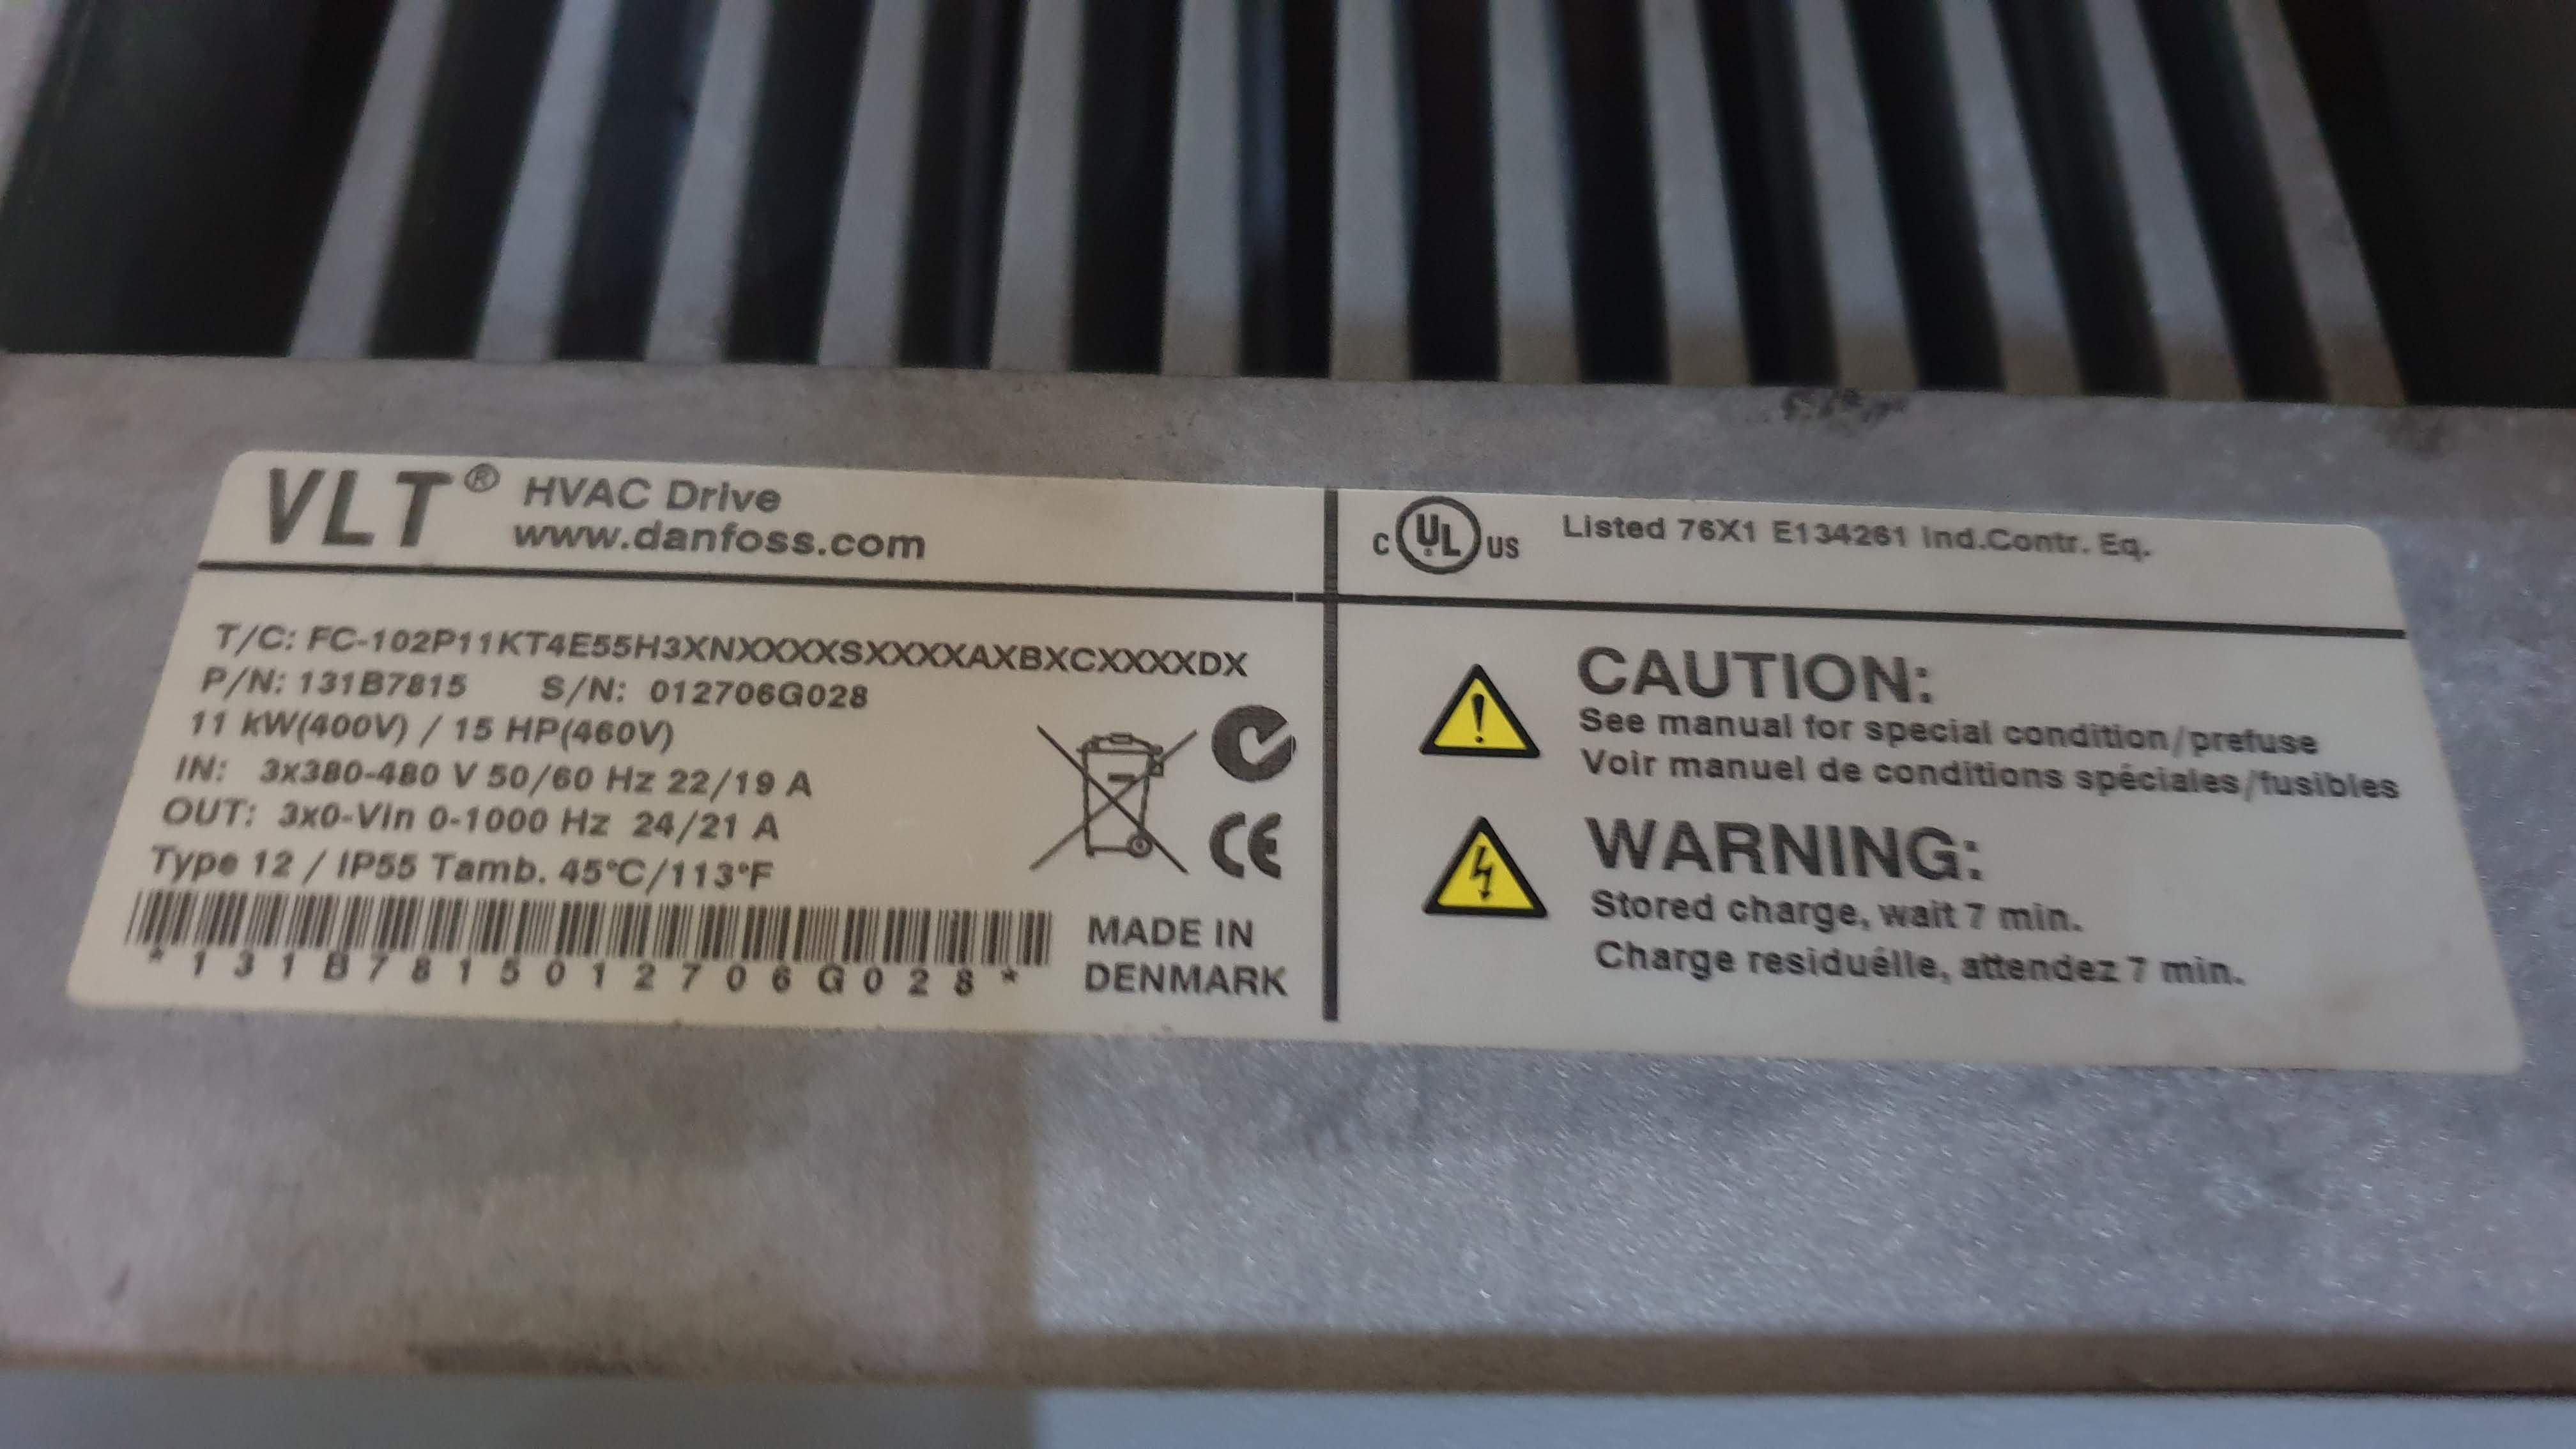 VLT® HVAC Drive
www.danfoss.com
T/C: FC-102P11KT4E55H3XNXXXXSXXXXAXBXCXXXXDX
P/N: 131B7815 S/N: 012706G028
11 kW(400V) / 15 HP(460V)
IN: 3x380-480 V 50/60 Hz 22/19 A
OUT: 3x0-Vin 0-1000 Hz 24/21 A
Type 12 / IP55 Tamb. 45°C/113°F
*131B7815012706G028*
CE
MADE IN
DENMARK
C UL US Listed 76X1 E134261 Ind.Contr. Eq.
CAUTION:
See manual for special condition/prefuse
Voir manuel de conditions spéciales/fusibles
WARNING:
Stored charge, wait 7 min.
Charge residuélle, attendez 7 min.